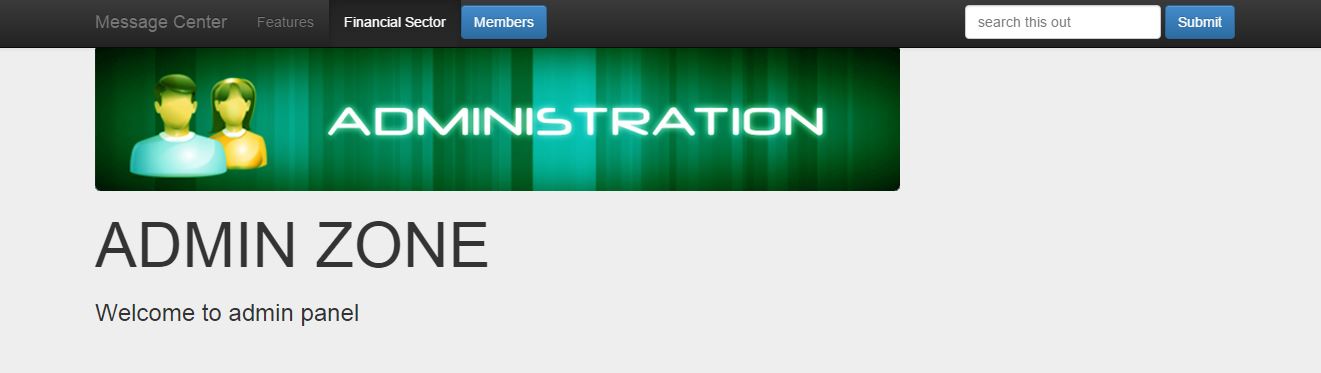 Message Center Features Financial Sector Members search this out Submit
ADMINISTRATION
ADMIN ZONE
Welcome to admin panel